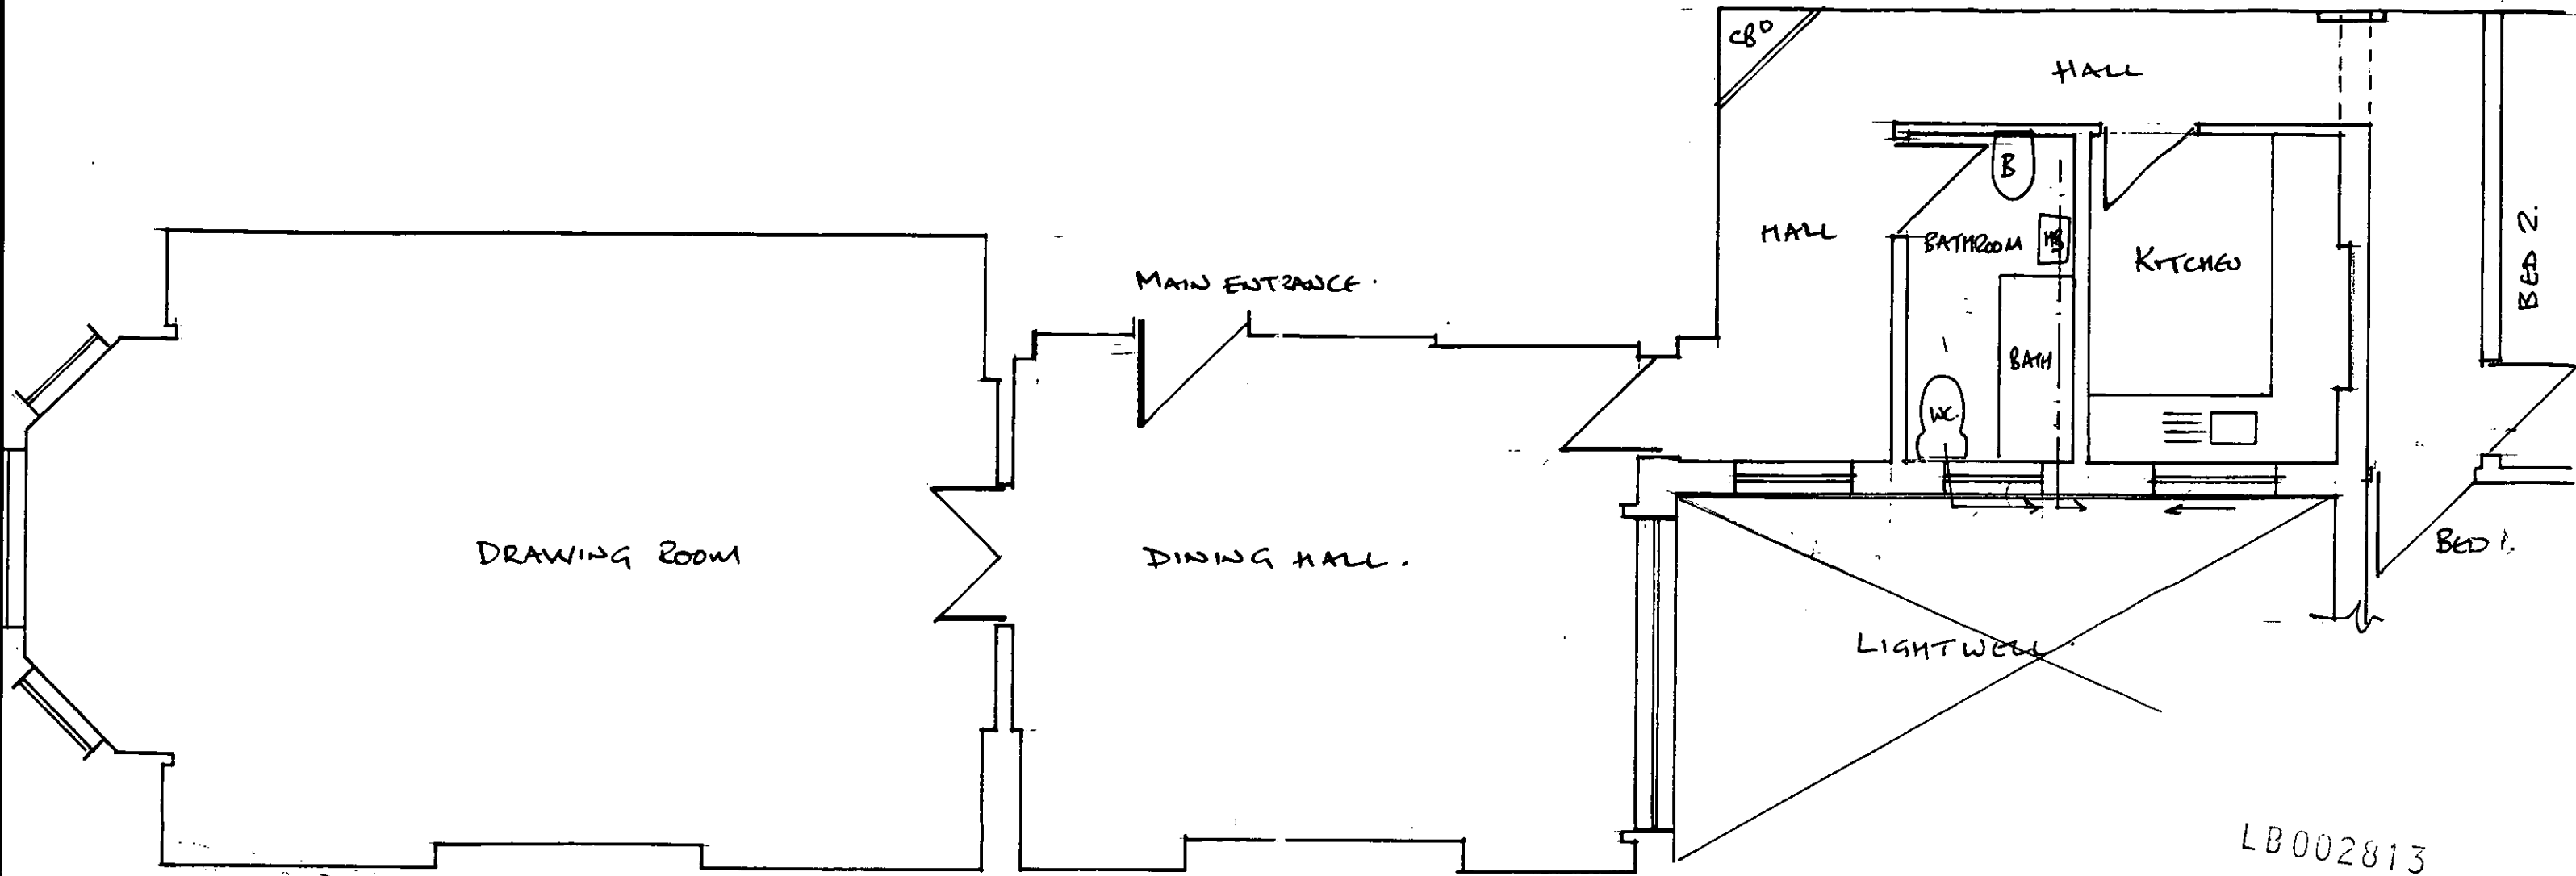 CBD
HALL
B
HALL
BATHROOM
HB
KITCHEN
BED 2.
MAIN ENTRANCE.
BATH
WC.
DRAWING ROOM
DINING HALL.
BED 1.
LIGHTWELL.
LB002813